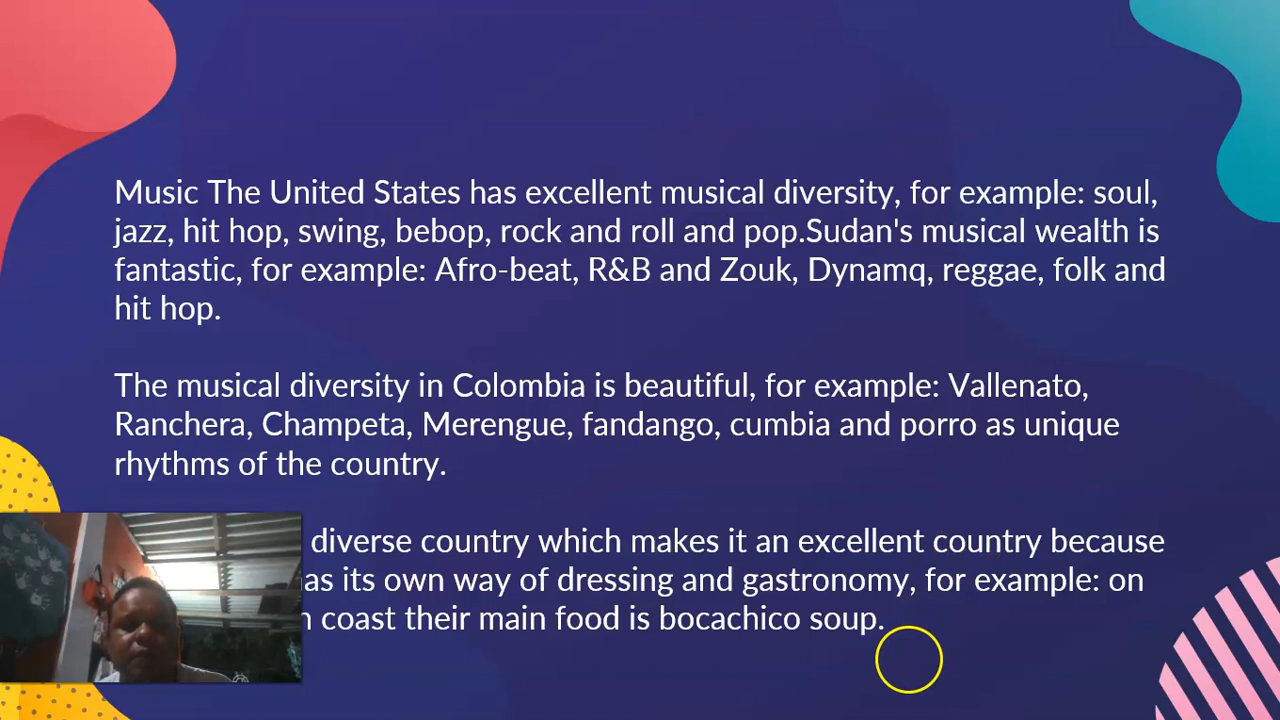 Music The United States has excellent musical diversity, for example: soul,
jazz, hit hop, swing, bebop, rock and roll and pop.Sudan's musical wealth is
fantastic, for example: Afro-beat, R&B and Zouk, Dynamq, reggae, folk and
hit hop.
The musical diversity in Colombia is beautiful, for example: Vallenato,
Ranchera, Champeta, Merengue, fandango, cumbia and porro as unique
rhythms of the country.
diverse country which makes it an excellent country because
its own way of dressing and gastronomy, for example: on
coast their main food is bocachico soup.